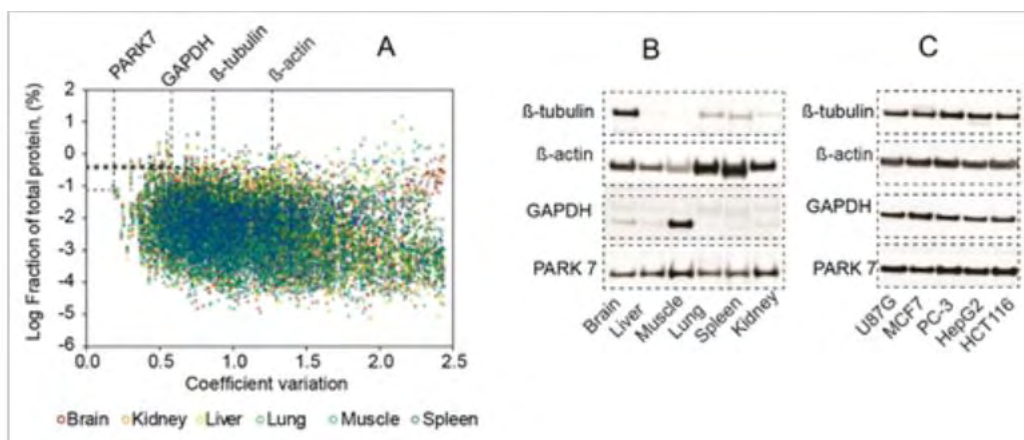 PARK7
GAPDH
ß-tubulin
ß-actin
A
Log Fraction of total protein, (%)
2
1
0
-1
-2
-3
-4
-5
-6
0.0 0.5 1.0 1.5 2.0 2.5
Coefficient variation
Brain Kidney Liver Lung Muscle Spleen
B
ß-tubulin
ß-actin
GAPDH
PARK 7
Brain
Liver
Muscle
Lung
Spleen
Kidney
C
ß-tubulin
ß-actin
GAPDH
PARK 7
U87G
MCF7
PC-3
HepG2
HCT116